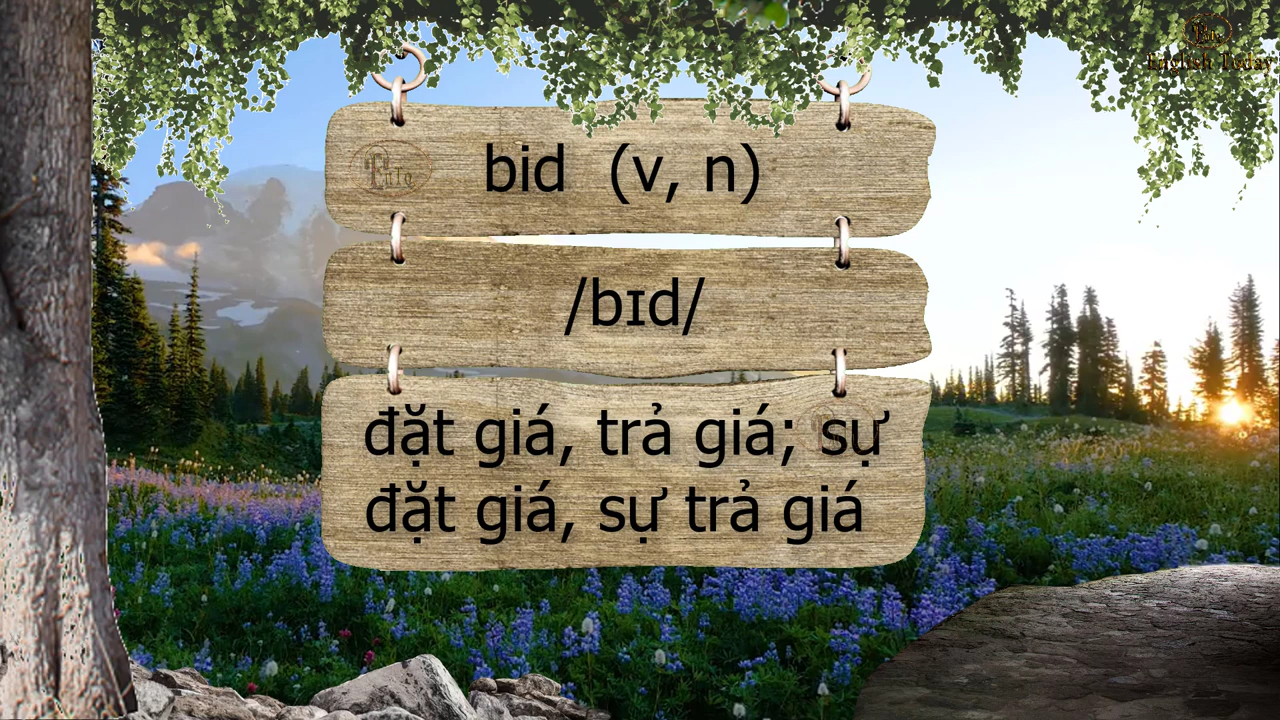 English Today
bid (v, n)
/bɪd/
đặt giá, trả giá; sự
đặt giá, sự trả giá